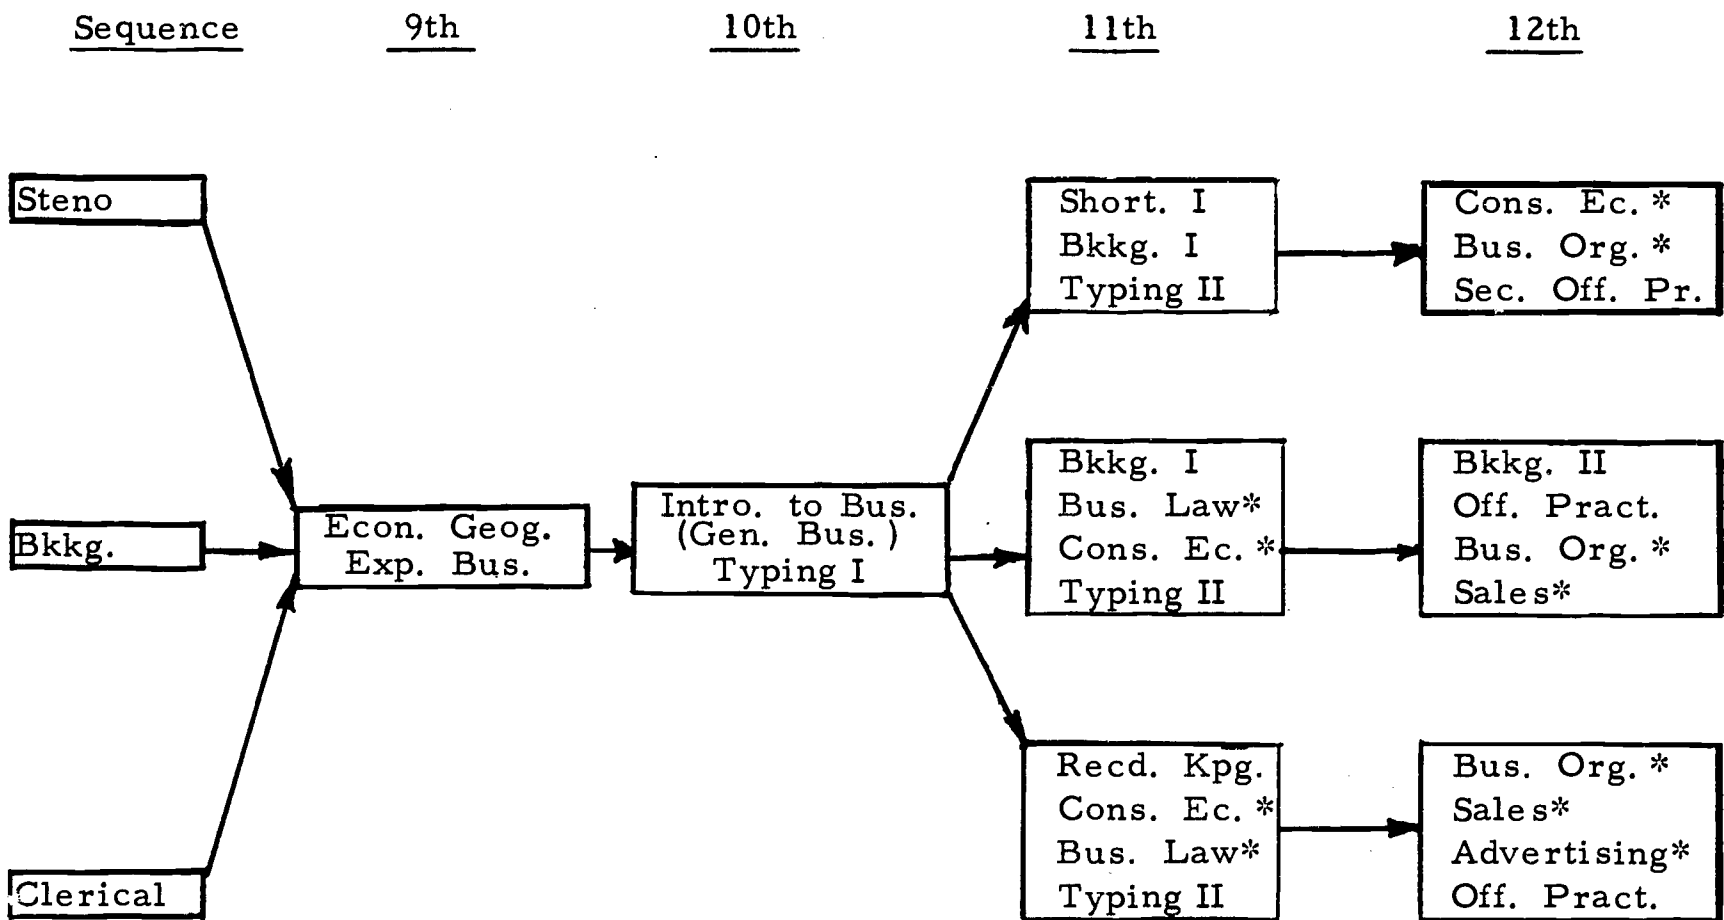 Sequence 9th 10th 11th 12th
Steno
Bkkg.
Clerical
Econ. Geog.
Exp. Bus.
Intro. to Bus.
(Gen. Bus.)
Typing I
Short. I
Bkkg. I
Typing II
Cons. Ec. *
Bus. Org. *
Sec. Off. Pr.
Bkkg. I
Bus. Law*
Cons. Ec. *
Typing II
Bkkg. II
Off. Pract.
Bus. Org. *
Sales*
Recd. Kpg.
Cons. Ec. *
Bus. Law*
Typing II
Bus. Org. *
Sales*
Advertising*
Off. Pract.